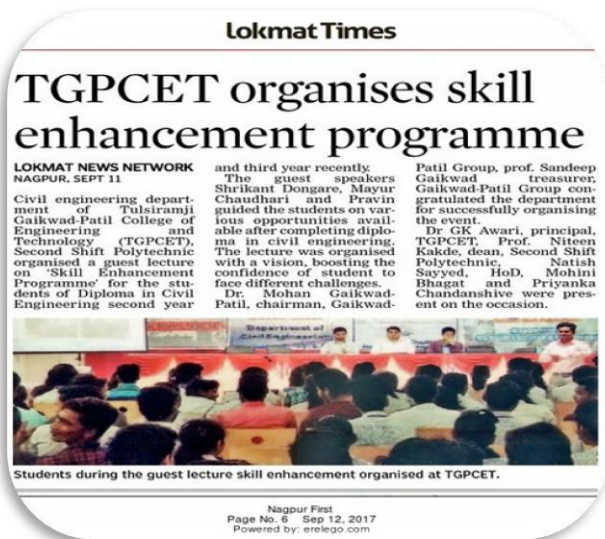 Lokmat Times
TGPCET organises skill
enhancement programme
LOKMAT NEWS NETWORK
NAGPUR, SEPT 11
Civil engineering depart-
ment of Tulsiramji
Gaikwad-Patil College of
Engineering and
Technology (TGPCET),
Second Shift Polytechnic
organised a guest lecture
on 'Skill Enhancement
Programme' for the stu-
dents of Diploma in Civil
Engineering second year
and third year recently.
The guest speakers
Shrikant Dongare, Mayur
Chaudhari and Pravin
guided the students on var-
ious opportunities avail-
able after completing diplo-
ma in civil engineering.
The lecture was organised
with a vision, boosting the
confidence of student to
face different challenges.
Dr. Mohan Gaikwad-
Patil, chairman, Gaikwad-
Patil Group, prof. Sandeep
Gaikwad treasurer,
Gaikwad-Patil Group con-
gratulated the department
for successfully organising
the event.
Dr GK Awari, principal,
TGPCET, Prof. Niteen
Kakde, dean, Second Shift
Polytechnic, Natish
Sayyed, HoD, Mohini
Bhagat and Priyanka
Chandanshive were pres-
ent on the occasion.
Department of
Civil Engineering
Students during the guest lecture skill enhancement organised at TGPCET.
Nagpur First
Page No. 6 Sep 12, 2017
Powered by: erelego.com